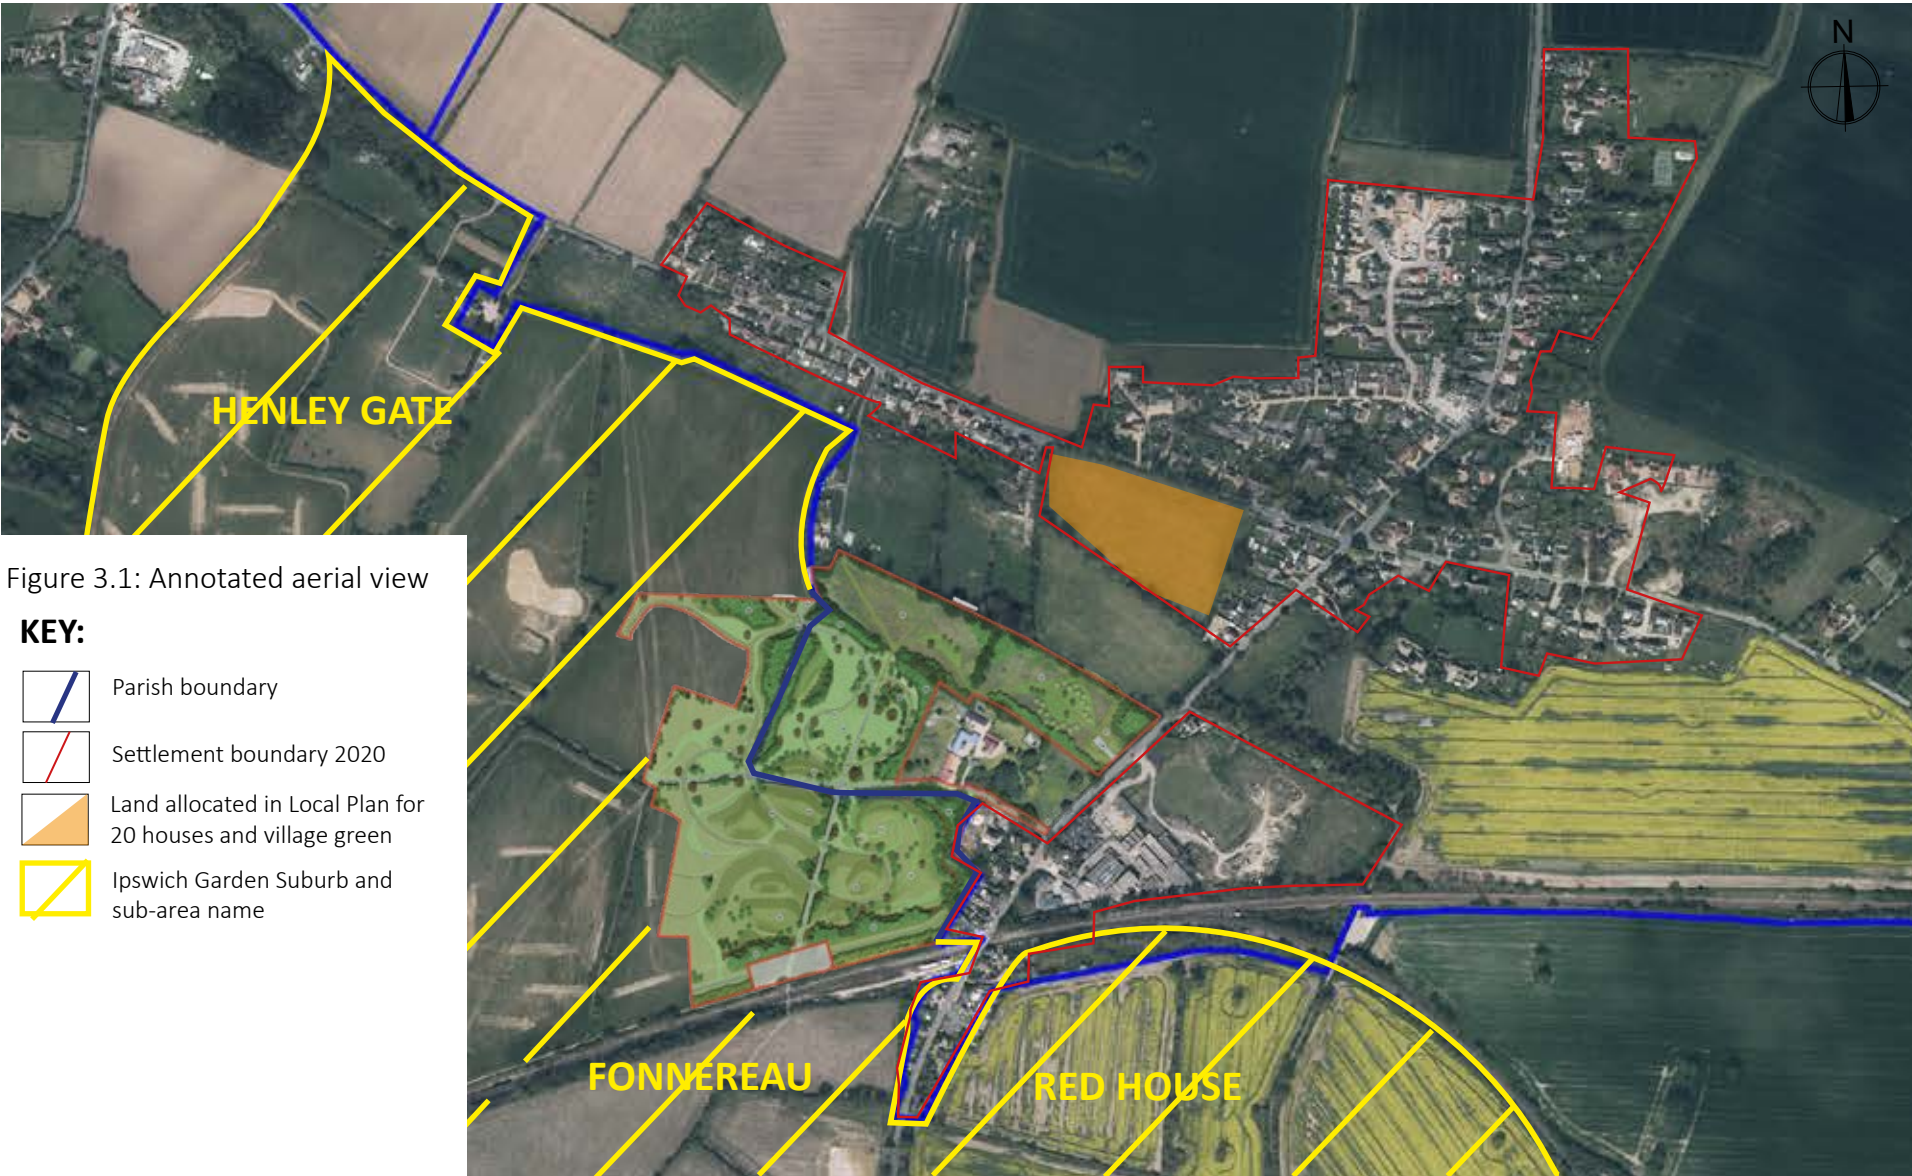 N
HENLEY GATE
Figure 3.1: Annotated aerial view
KEY:
Parish boundary
Settlement boundary 2020
Land allocated in Local Plan for
20 houses and village green
Ipswich Garden Suburb and
sub-area name
FONNEREAU
RED HOUSE